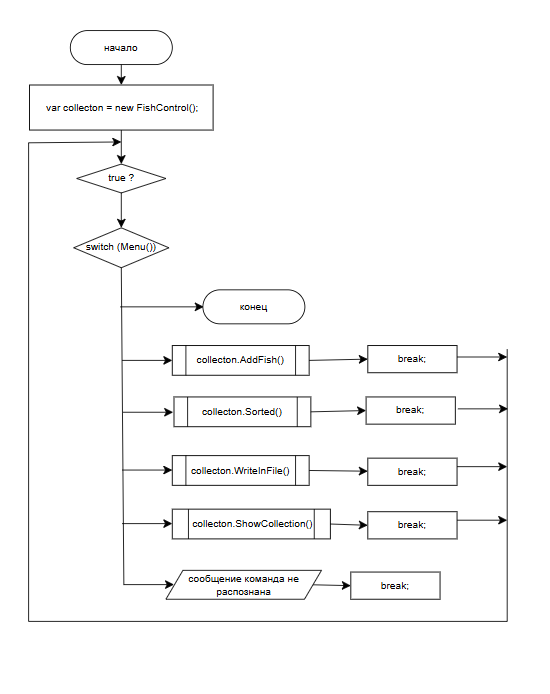 начало
var collecton = new FishControl();
true ?
switch (Menu())
конец
collecton.AddFish()
break;
collecton.Sorted()
break;
collecton.WriteInFile()
break;
collecton.ShowCollection()
break;
сообщение команда не
распознана
break;